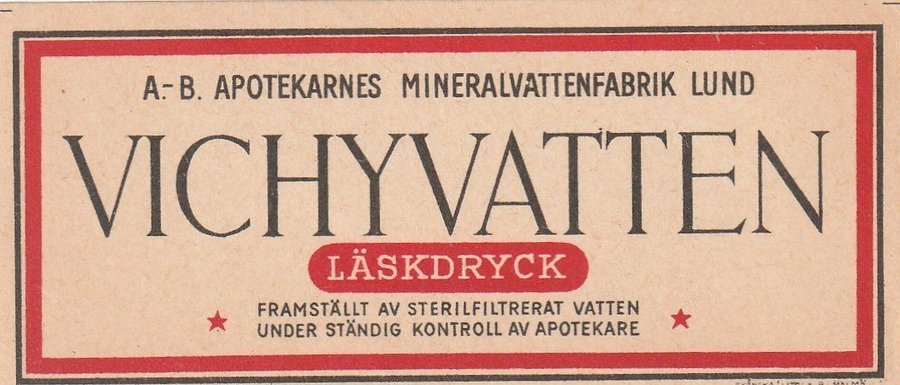 A.-B. APOTEKARNES MINERALVATTENFABRIK LUND
VICHYVATTEN
LÄSKDRYCK
FRAMSTÄLLT AV STERILFILTRERAT VATTEN
UNDER STÄNDIG KONTROLL AV APOTEKARE